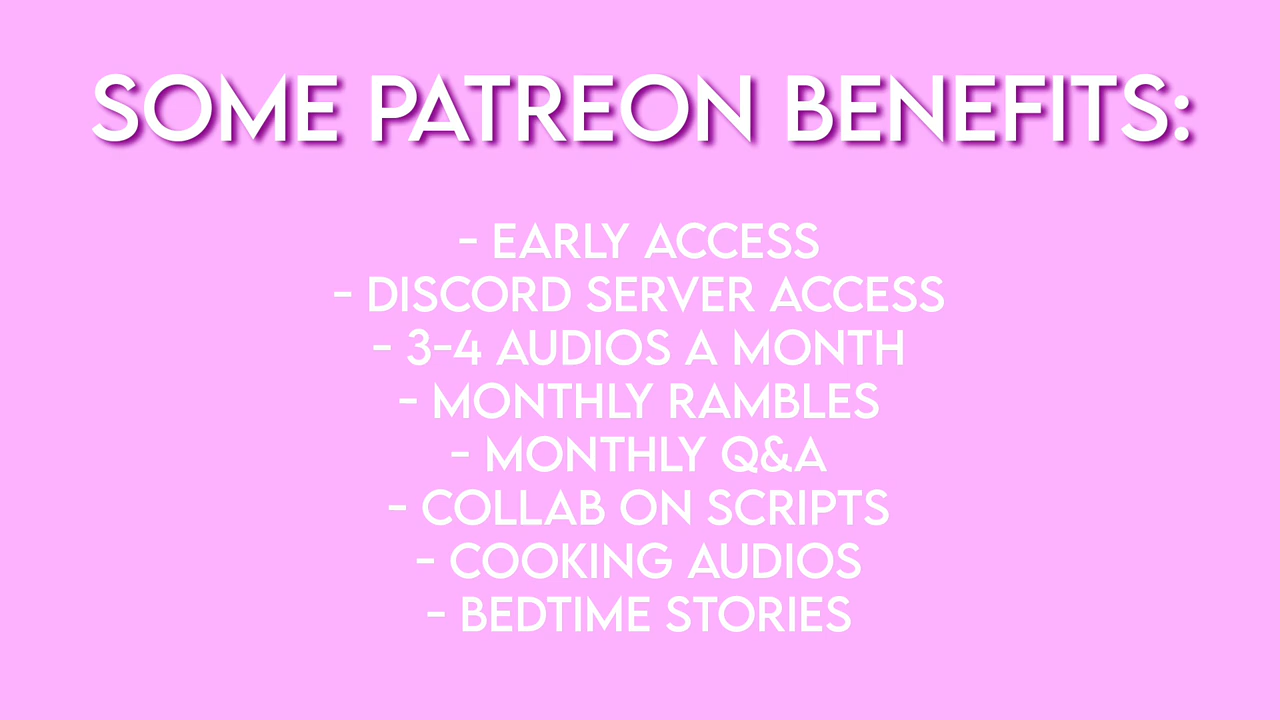 SOME PATREON BENEFITS:
- EARLY ACCESS
- DISCORD SERVER ACCESS
- 3-4 AUDIOS A MONTH
- MONTHLY RAMBLES
- MONTHLY Q&A
- COLLAB ON SCRIPTS
- COOKING AUDIOS
- BEDTIME STORIES